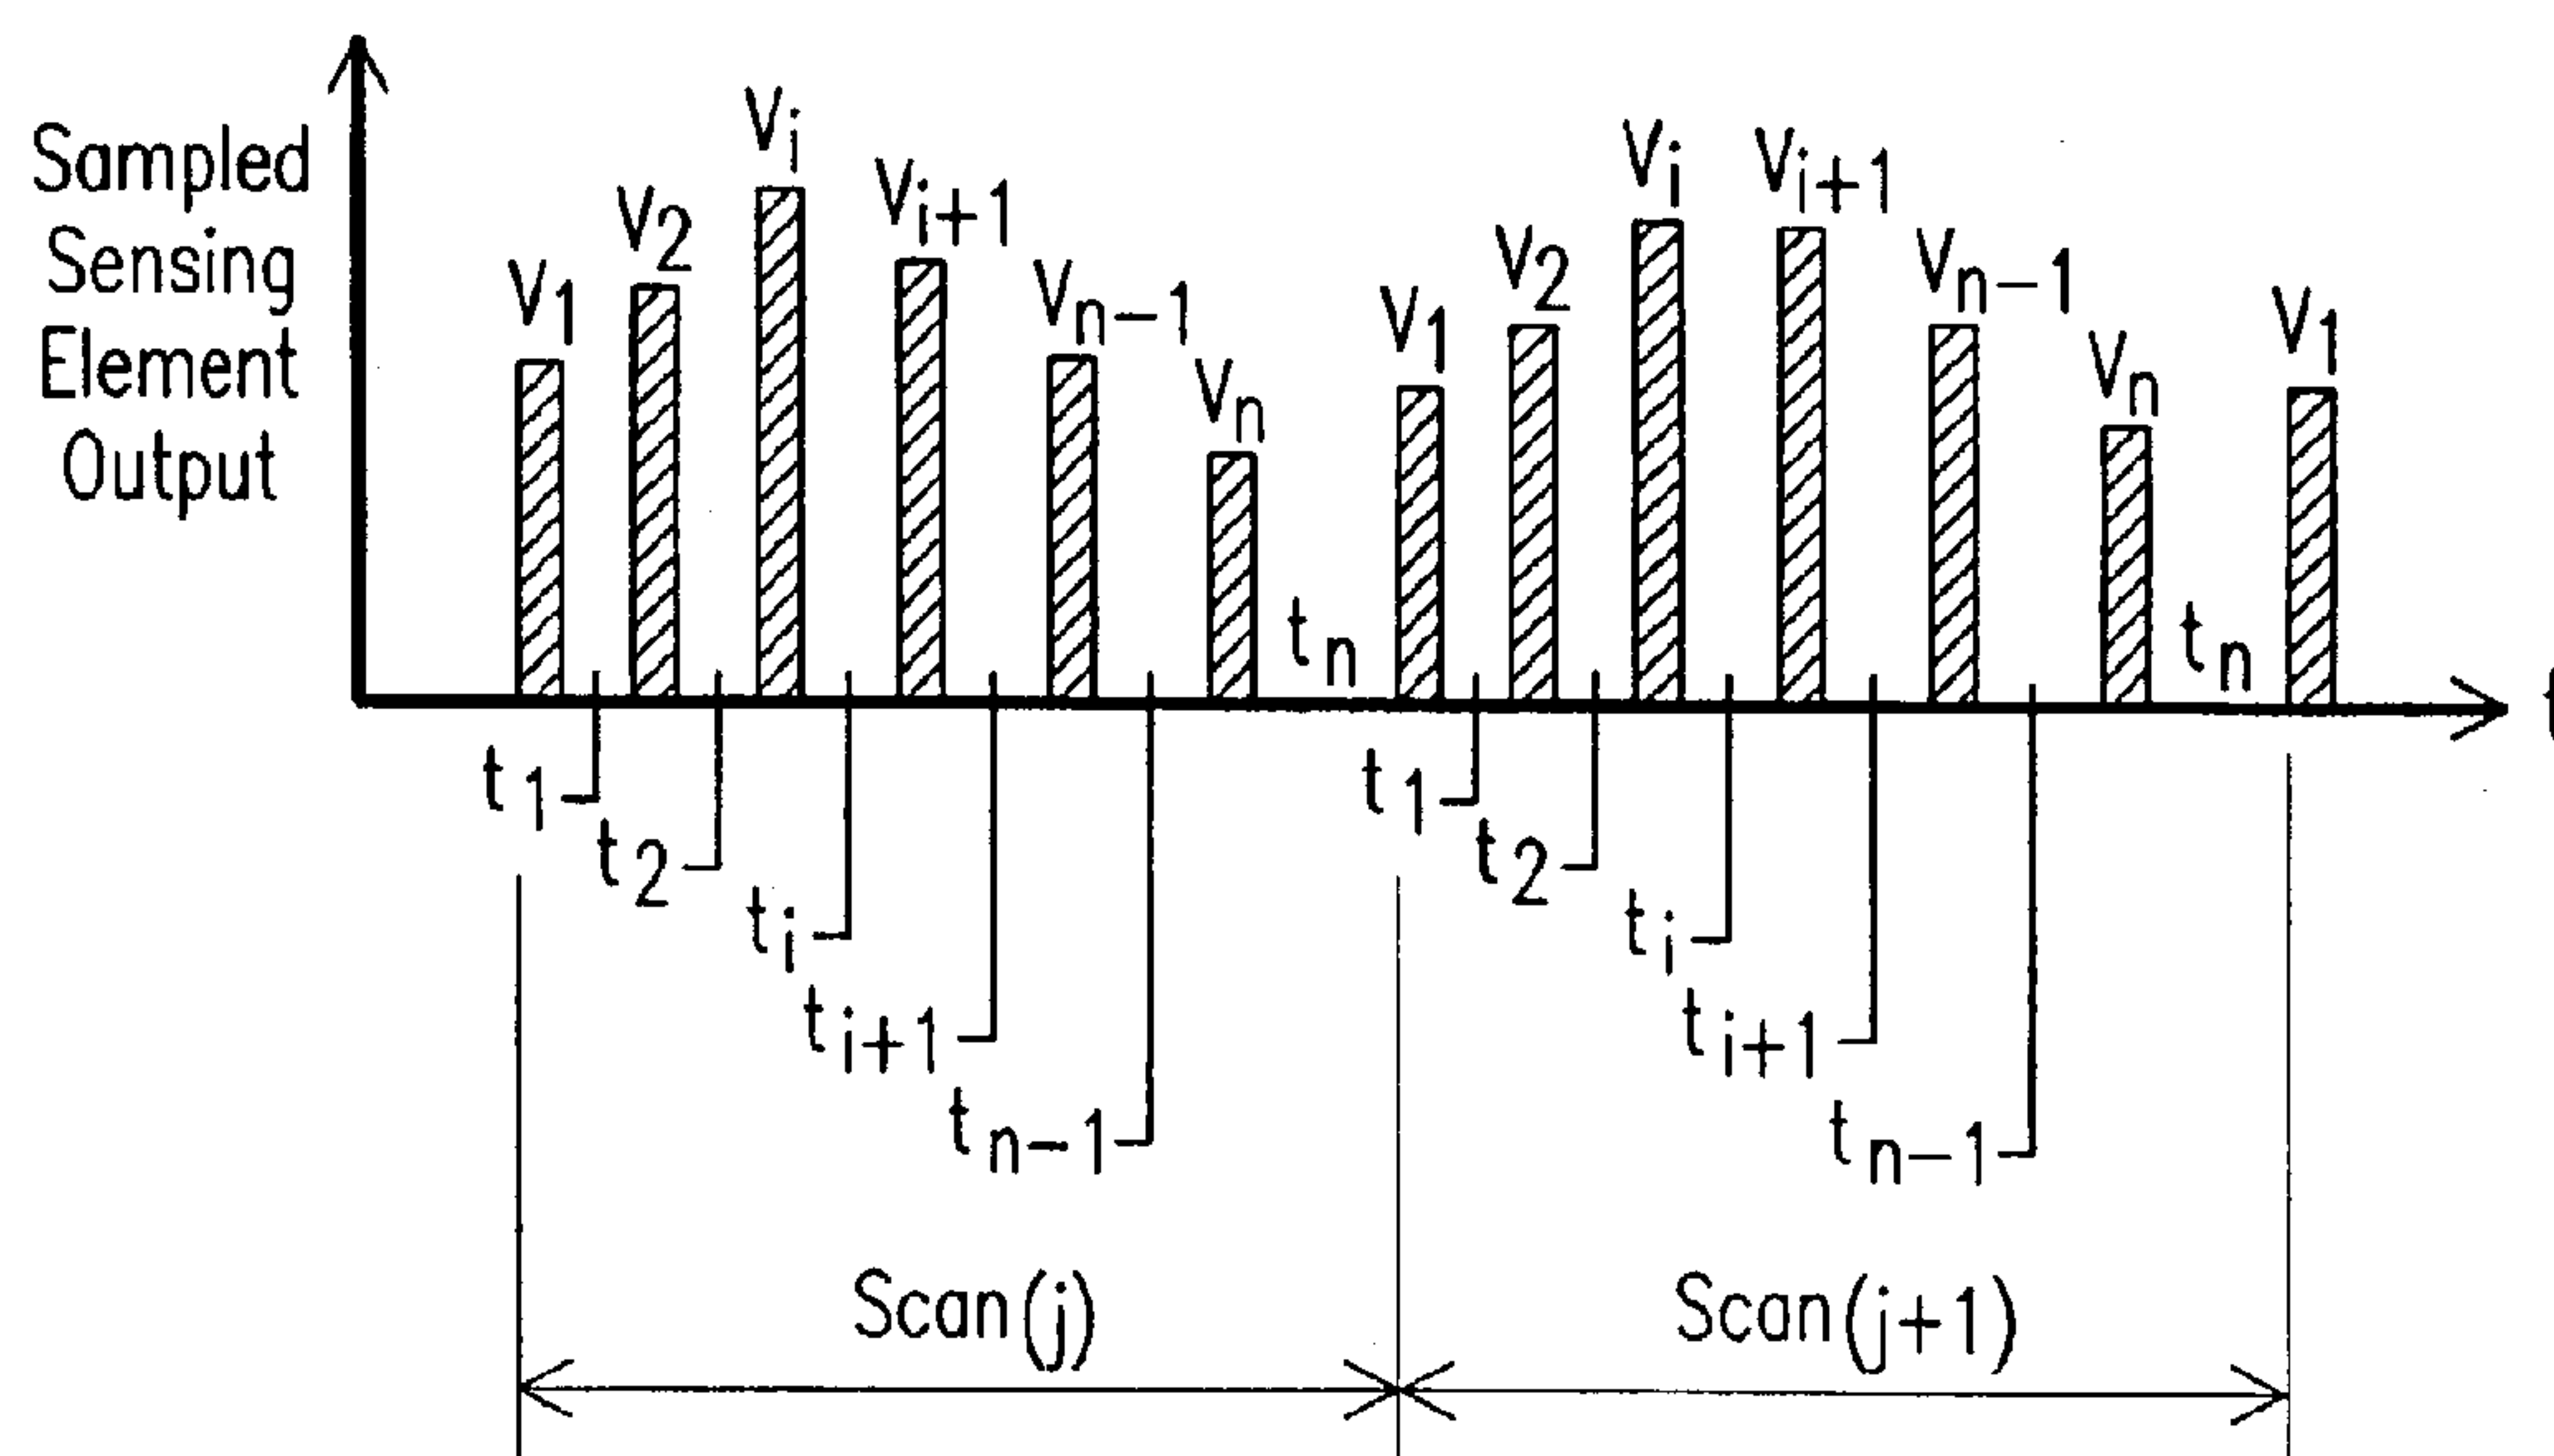 Sampled
Sensing
Element
Output
V1
V2
Vi
Vi+1
Vn-1
Vn
tn
V1
V2
Vi
Vi+1
Vn-1
Vn
tn
V1
t
t1
t2
ti
ti+1
tn-1
t1
t2
ti
ti+1
tn-1
Scan(j)
Scan(j+1)